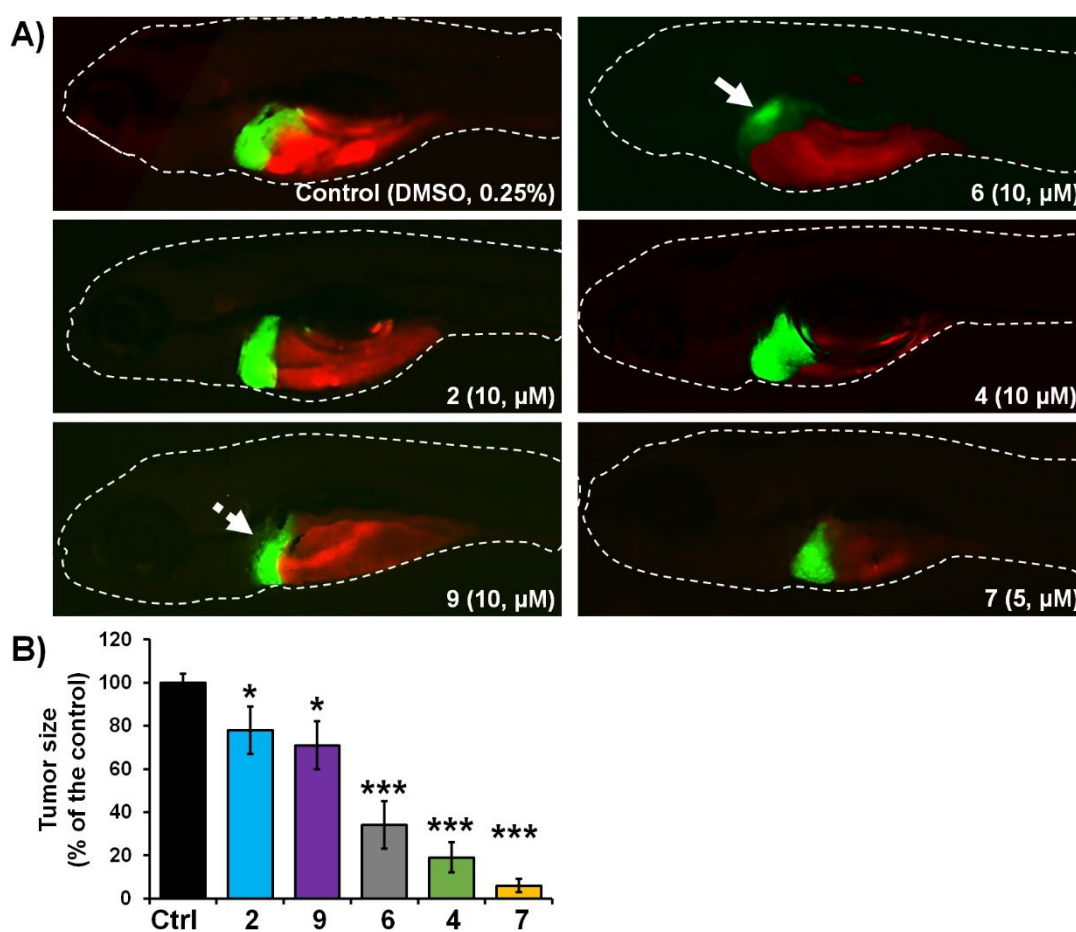 A)
Control (DMSO, 0.25%)
6 (10, µM)
2 (10, µM)
4 (10 µM)
9 (10, µM)
7 (5, µM)
B)
Tumor size
(% of the control)
120
100
80
60
40
20
0
*
*
***
***
***
Ctrl 2 9 6 4 7